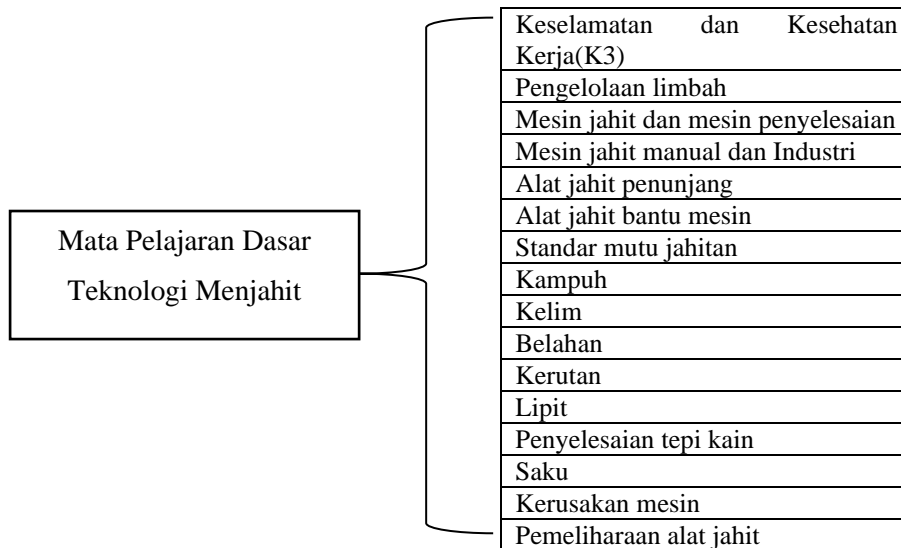 Mata Pelajaran Dasar
Teknologi Menjahit
Keselamatan dan Kesehatan
Kerja(K3)
Pengelolaan limbah
Mesin jahit dan mesin penyelesaian
Mesin jahit manual dan Industri
Alat jahit penunjang
Alat jahit bantu mesin
Standar mutu jahitan
Kampuh
Kelim
Belahan
Kerutan
Lipit
Penyelesaian tepi kain
Saku
Kerusakan mesin
Pemeliharaan alat jahit